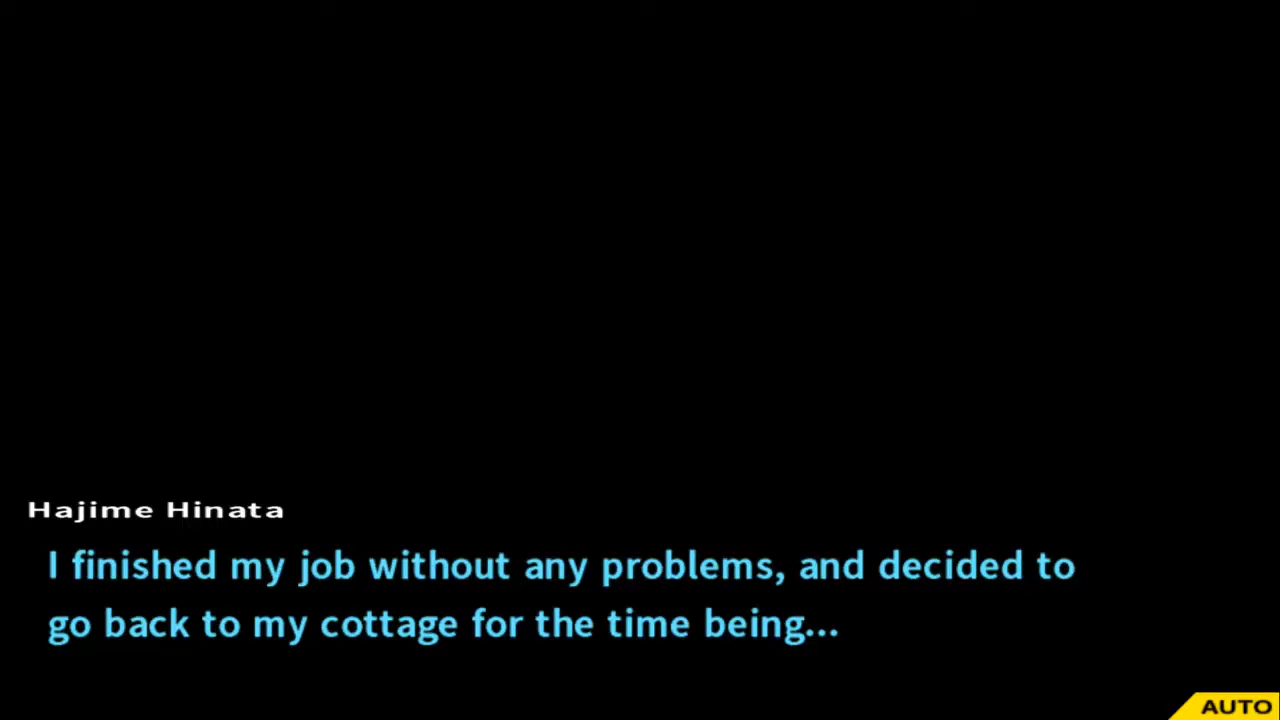 Hajime Hinata
I finished my job without any problems, and decided to
go back to my cottage for the time being...
AUTO